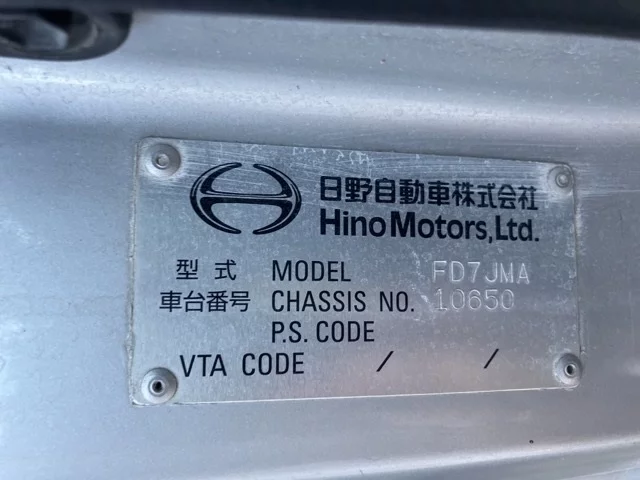 日野自動車株式会社
Hino Motors, Ltd.
型式 MODEL FD7JMA
車台番号 CHASSIS NO. 10650
P.S. CODE
VTA CODE / /